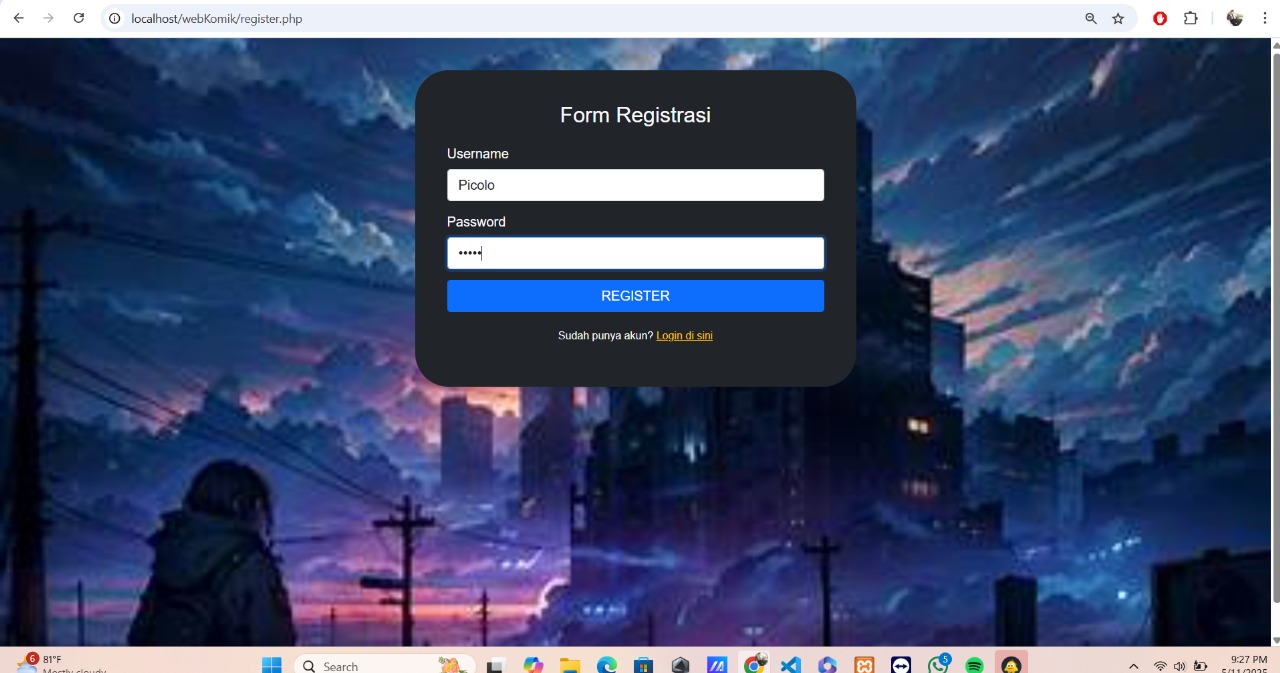 localhost/webKomik/register.php
Form Registrasi
Username
Picolo
Password
•••••
REGISTER
Sudah punya akun? Login di sini
6
81°F
Mostly cloudy
Search
5
9:27 PM
5/11/2025